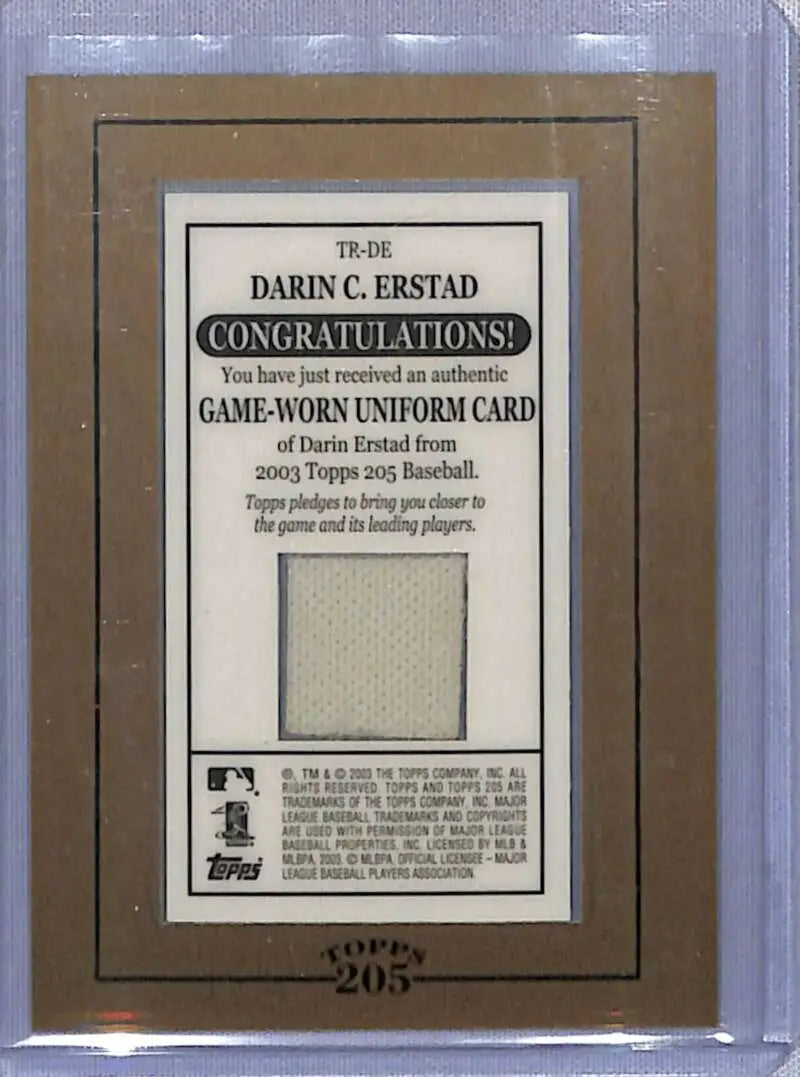 TR-DE
DARIN C. ERSTAD
CONGRATULATIONS!
You have just received an authentic
GAME-WORN UNIFORM CARD
of Darin Erstad from
2003 Topps 205 Baseball.
Topps pledges to bring you closer to
the game and its leading players.
®, TM & © 2003 THE TOPPS COMPANY, INC. ALL
RIGHTS RESERVED. TOPPS AND TOPPS 205 ARE
TRADEMARKS OF THE TOPPS COMPANY, INC. MAJOR
LEAGUE BASEBALL TRADEMARKS AND COPYRIGHTS
ARE USED WITH PERMISSION OF MAJOR LEAGUE
BASEBALL PROPERTIES, INC. LICENSED BY MLB &
MLBPA, 2003. © MLBPA, OFFICIAL LICENSEE – MAJOR
LEAGUE BASEBALL PLAYERS ASSOCIATION.
topps
TOPPS
205